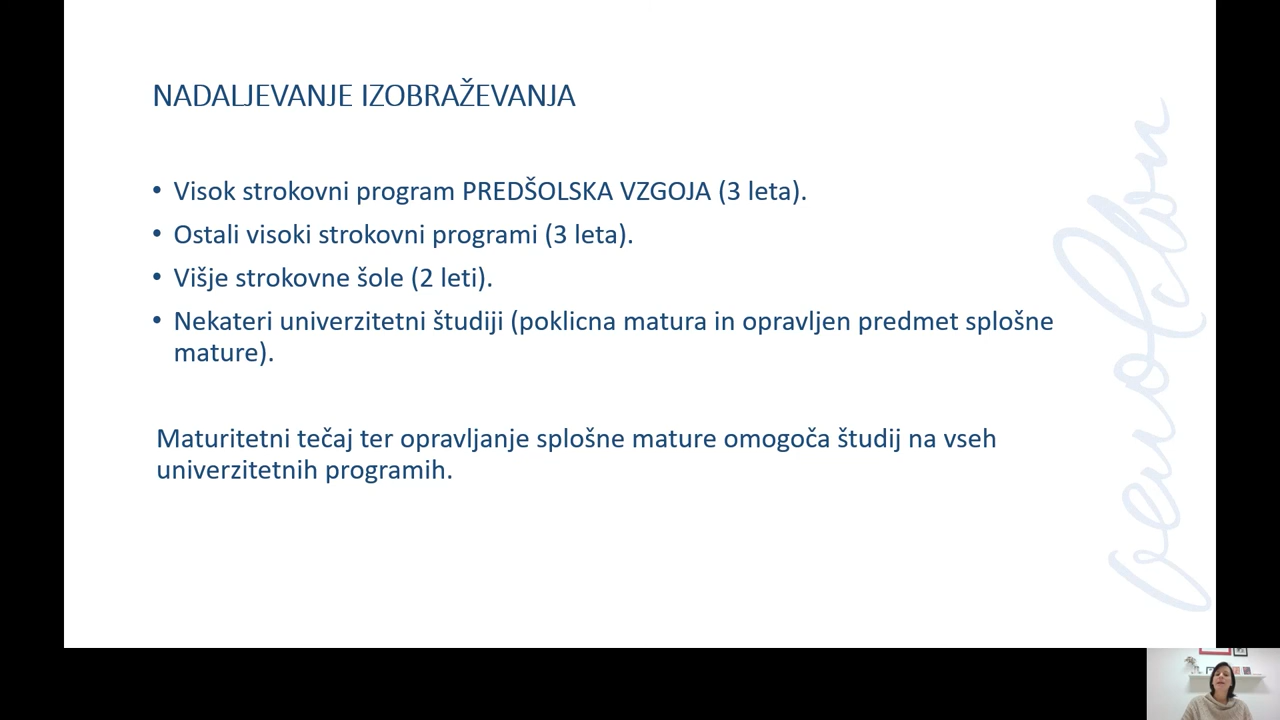 NADALJEVANJE IZOBRAŽEVANJA
• Visok strokovni program PREDŠOLSKA VZGOJA (3 leta).
• Ostali visoki strokovni programi (3 leta).
• Višje strokovne šole (2 leti).
• Nekateri univerzitetni študiji (poklicna matura in opravljen predmet splošne
mature).
Maturitetni tečaj ter opravljanje splošne mature omogoča študij na vseh
univerzitetnih programih.